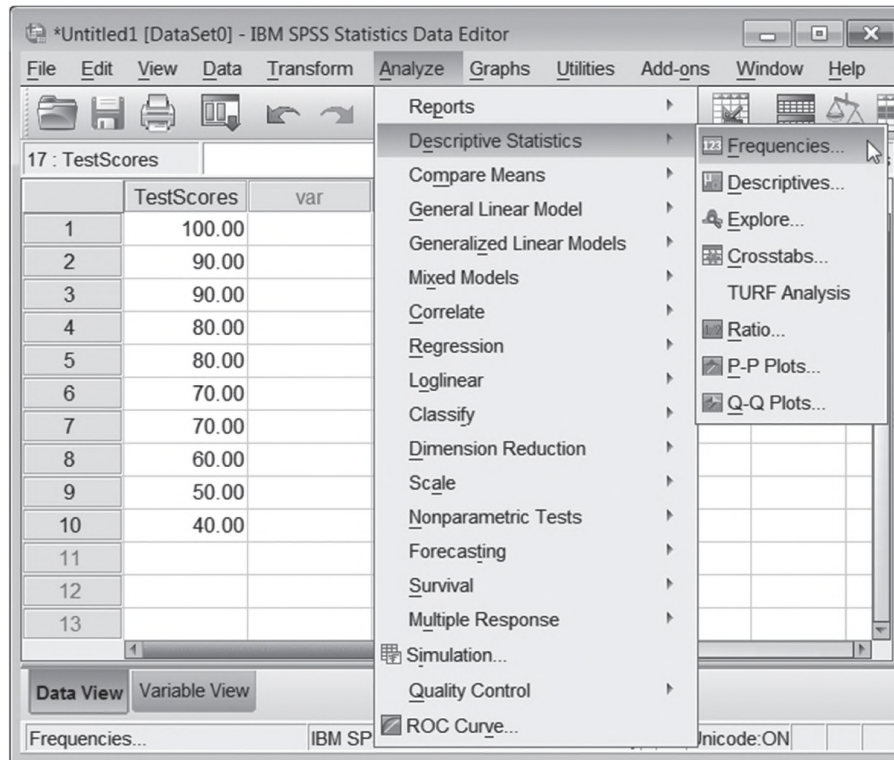 *Untitled1 [DataSet0] - IBM SPSS Statistics Data Editor
File Edit View Data Transform Analyze Graphs Utilities Add-ons Window Help
17 : TestScores
TestScores var
1 100.00
2 90.00
3 90.00
4 80.00
5 80.00
6 70.00
7 70.00
8 60.00
9 50.00
10 40.00
11
12
13
Reports
Descriptive Statistics
Compare Means
General Linear Model
Generalized Linear Models
Mixed Models
Correlate
Regression
Loglinear
Classify
Dimension Reduction
Scale
Nonparametric Tests
Forecasting
Survival
Multiple Response
Simulation...
Quality Control
ROC Curve...
123 Frequencies...
Descriptives...
Explore...
Crosstabs...
TURF Analysis
Ratio...
P-P Plots...
Q-Q Plots...
Data View Variable View
Frequencies... IBM SP Unicode:ON